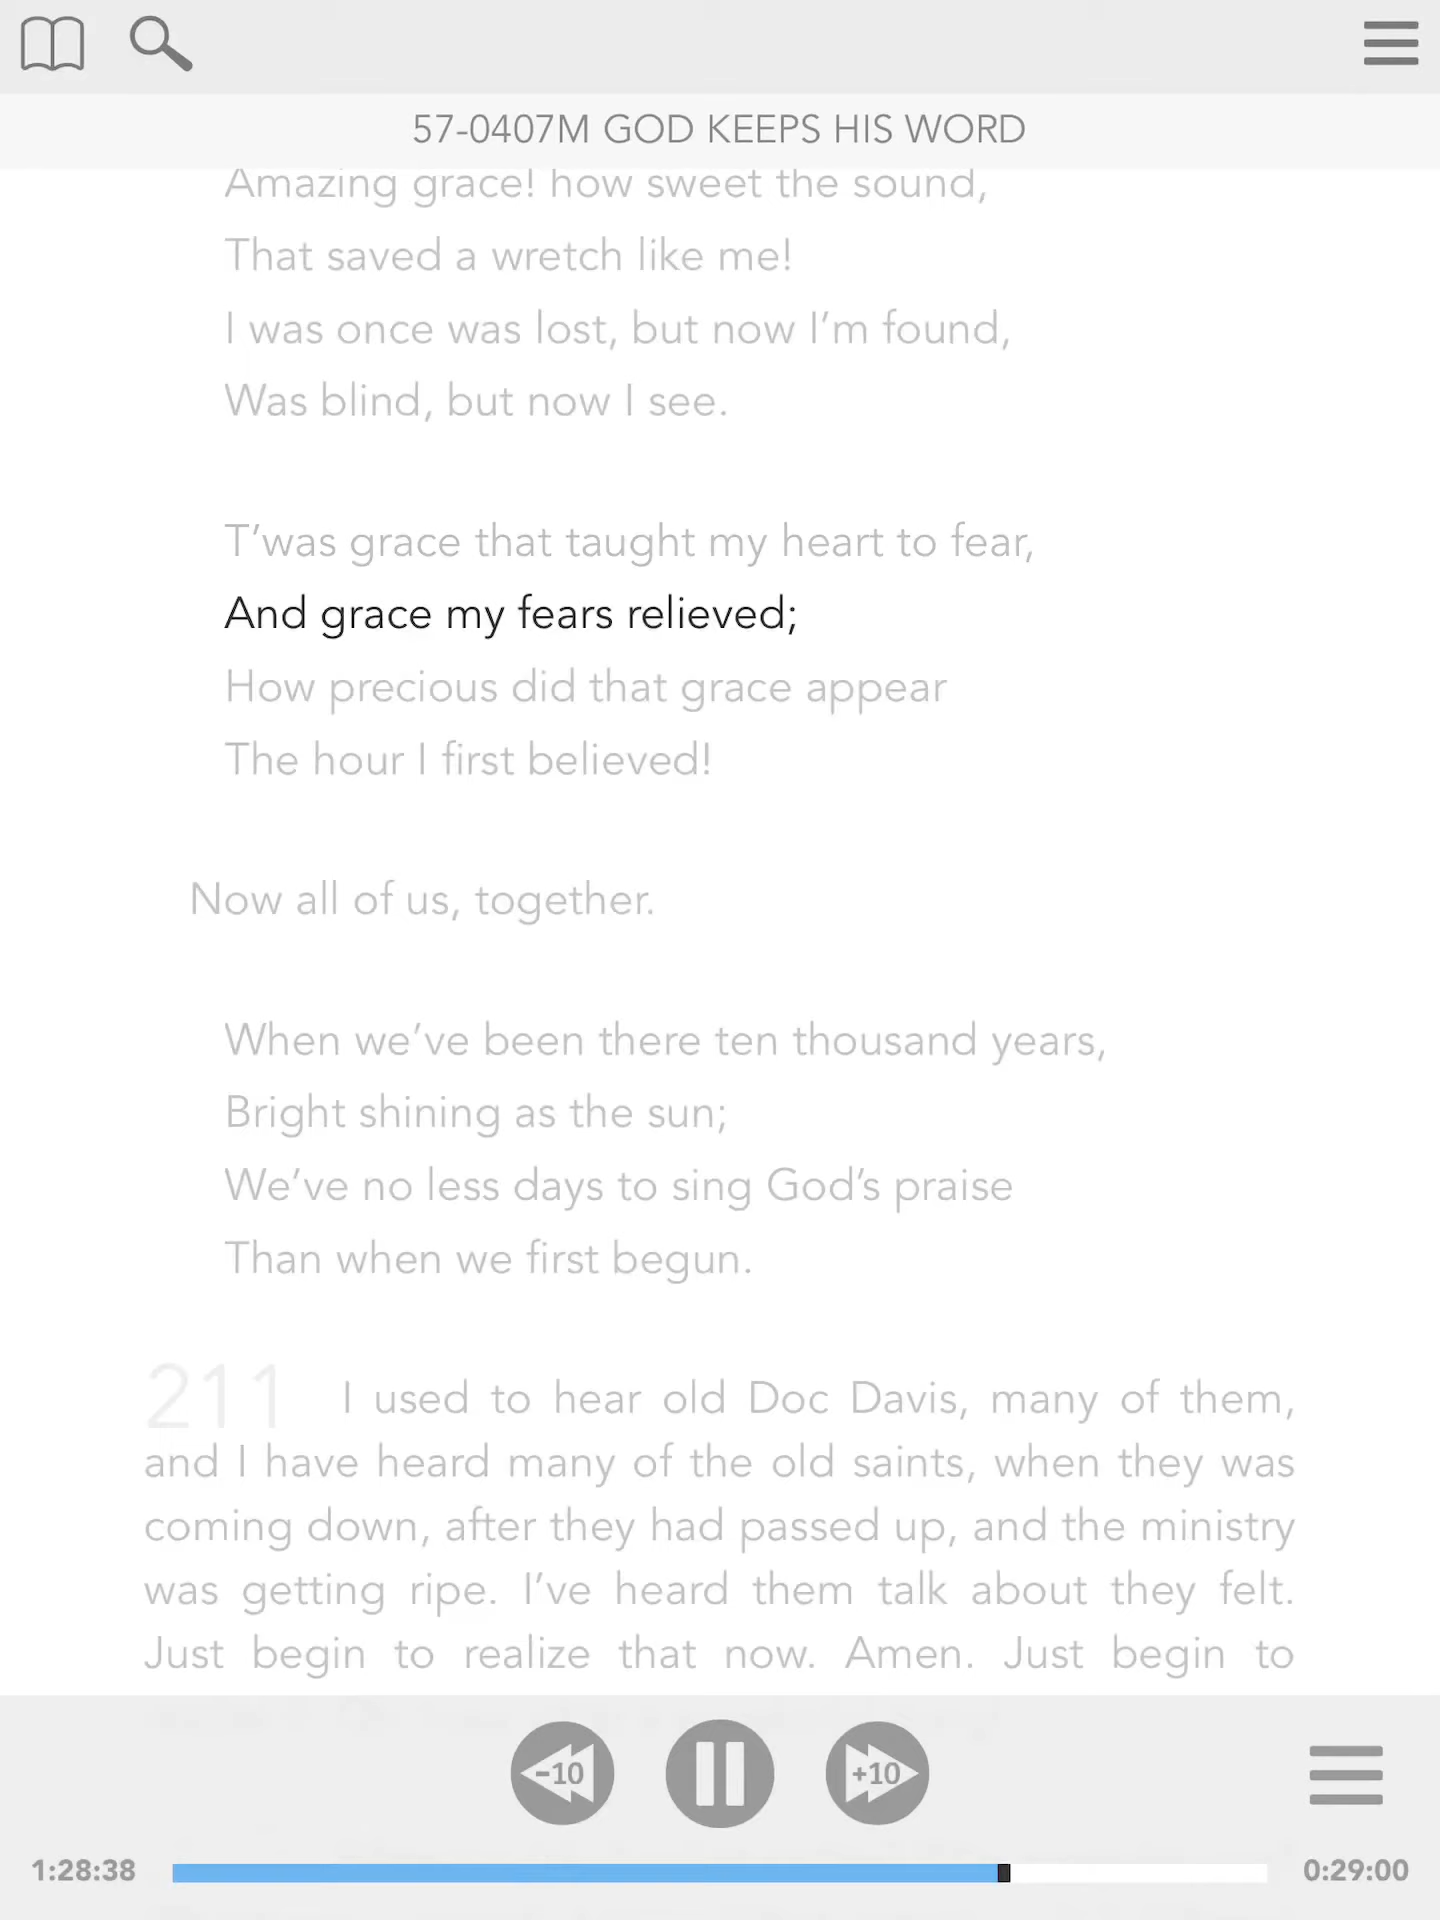 57-0407M GOD KEEPS HIS WORD
Amazing grace! how sweet the sound,
That saved a wretch like me!
I was once was lost, but now I’m found,
Was blind, but now I see.
T’was grace that taught my heart to fear,
And grace my fears relieved;
How precious did that grace appear
The hour I first believed!
Now all of us, together.
When we’ve been there ten thousand years,
Bright shining as the sun;
We’ve no less days to sing God’s praise
Than when we first begun.
211 I used to hear old Doc Davis, many of them,
and I have heard many of the old saints, when they was
coming down, after they had passed up, and the ministry
was getting ripe. I’ve heard them talk about they felt.
Just begin to realize that now. Amen. Just begin to
-10 +10
1:28:38 0:29:00